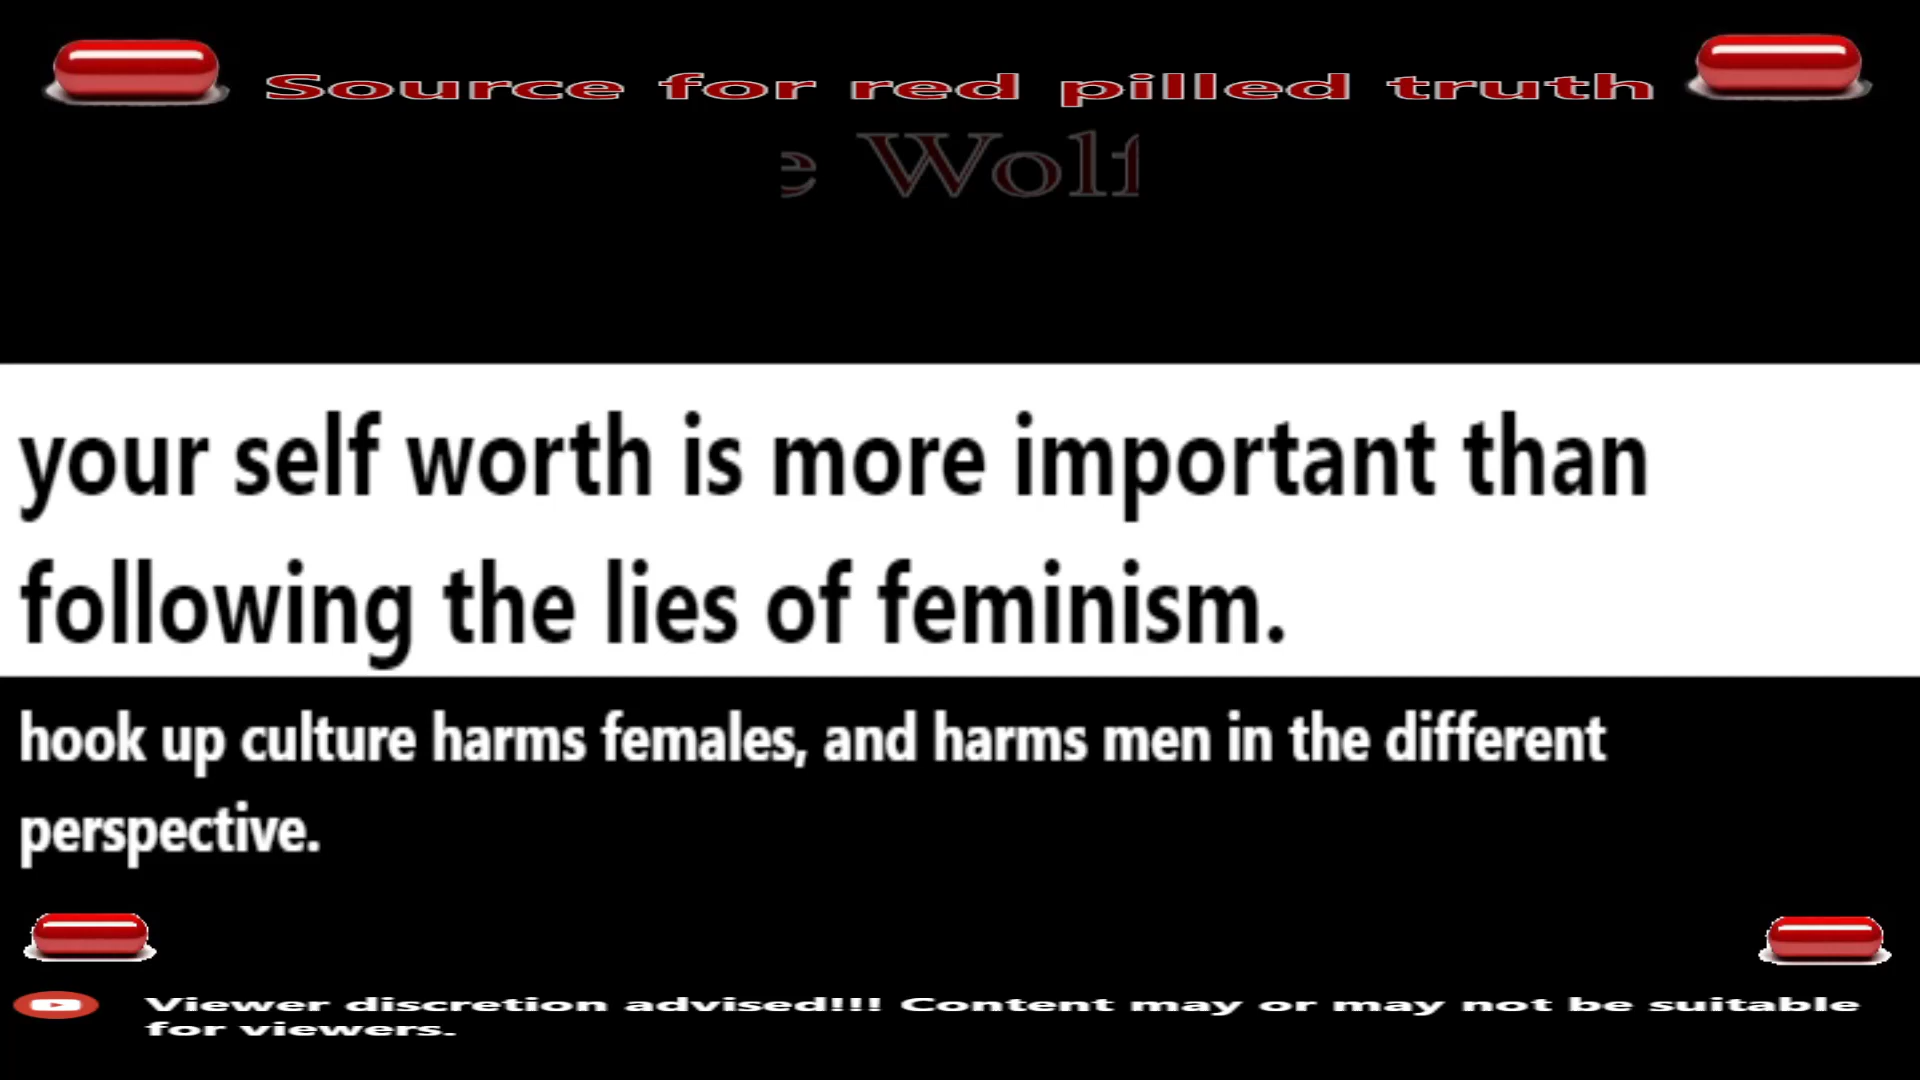 Source for red pilled truth
e Wolf
your self worth is more important than
following the lies of feminism.
hook up culture harms females, and harms men in the different
perspective.
Viewer discretion advised!!! Content may or may not be suitable
for viewers.